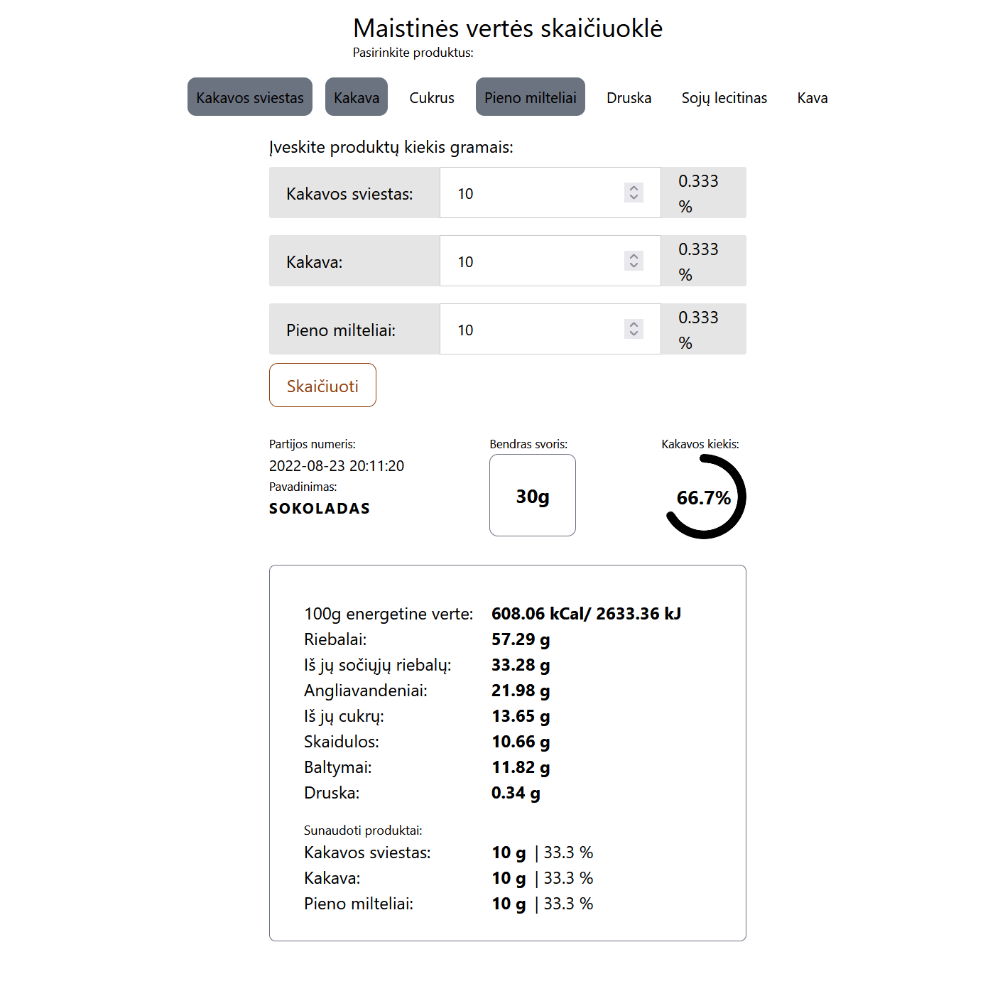 Maistinės vertės skaičiuoklė
Pasirinkite produktus:
Kakavos sviestas Kakava Cukrus Pieno milteliai Druska Sojų lecitinas Kava
Įveskite produktų kiekis gramais:
Kakavos sviestas: 10 0.333 %
Kakava: 10 0.333 %
Pieno milteliai: 10 0.333 %
Skaičiuoti
Partijos numeris: Bendras svoris: Kakavos kiekis:
2022-08-23 20:11:20
Pavadinimas:
SOKOLADAS
30g
66.7%
100g energetine verte: 608.06 kCal/ 2633.36 kJ
Riebalai: 57.29 g
Iš jų sočiųjų riebalų: 33.28 g
Angliavandeniai: 21.98 g
Iš jų cukrų: 13.65 g
Skaidulos: 10.66 g
Baltymai: 11.82 g
Druska: 0.34 g
Sunaudoti produktai:
Kakavos sviestas: 10 g | 33.3 %
Kakava: 10 g | 33.3 %
Pieno milteliai: 10 g | 33.3 %